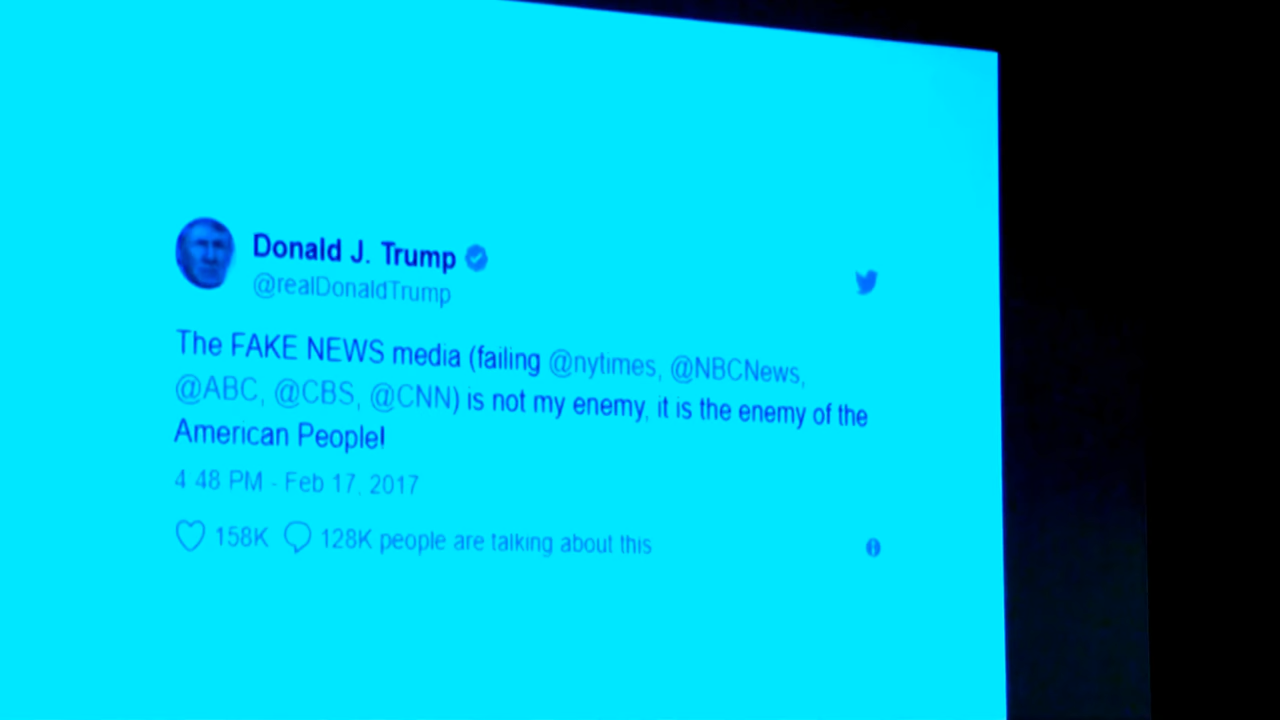 Donald J. Trump
@realDonaldTrump
The FAKE NEWS media (failing @nytimes, @NBCNews,
@ABC, @CBS, @CNN) is not my enemy, it is the enemy of the
American People!
4:48 PM - Feb 17, 2017
158K 128K people are talking about this